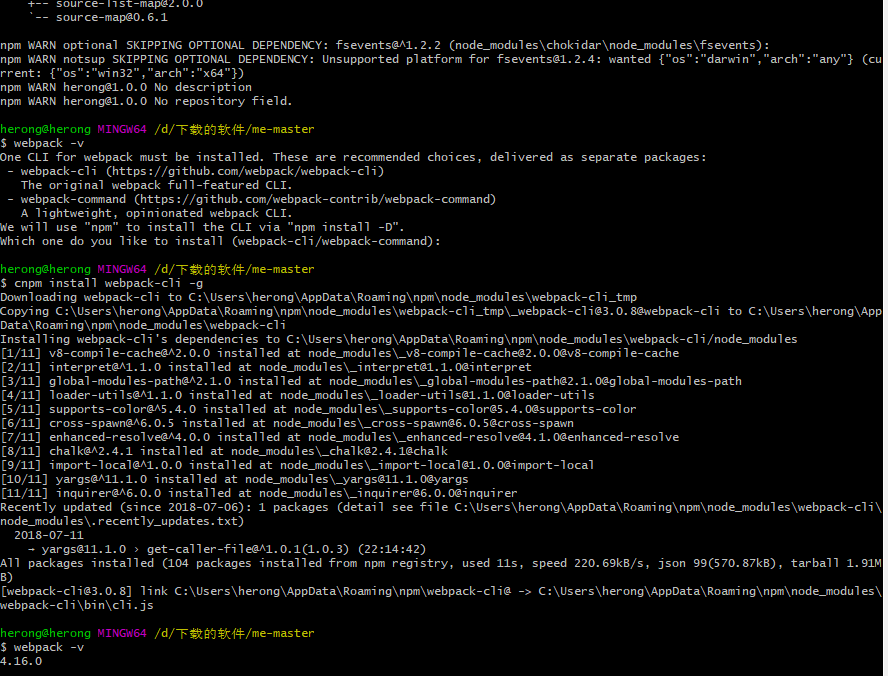 +-- source-list-map@2.0.0
`-- source-map@0.6.1
npm WARN optional SKIPPING OPTIONAL DEPENDENCY: fsevents@^1.2.2 (node_modules\chokidar\node_modules\fsevents):
npm WARN notsup SKIPPING OPTIONAL DEPENDENCY: Unsupported platform for fsevents@1.2.4: wanted {"os":"darwin","arch":"any"} (cu
rrent: {"os":"win32","arch":"x64"})
npm WARN herong@1.0.0 No description
npm WARN herong@1.0.0 No repository field.
herong@herong MINGW64 /d/下载的软件/me-master
$ webpack -v
One CLI for webpack must be installed. These are recommended choices, delivered as separate packages:
- webpack-cli (https://github.com/webpack/webpack-cli)
The original webpack full-featured CLI.
- webpack-command (https://github.com/webpack-contrib/webpack-command)
A lightweight, opinionated webpack CLI.
We will use "npm" to install the CLI via "npm install -D".
Which one do you like to install (webpack-cli/webpack-command):
herong@herong MINGW64 /d/下载的软件/me-master
$ cnpm install webpack-cli -g
Downloading webpack-cli to C:\Users\herong\AppData\Roaming\npm\node_modules\webpack-cli_tmp
Copying C:\Users\herong\AppData\Roaming\npm\node_modules\webpack-cli_tmp\_webpack-cli@3.0.8@webpack-cli to C:\Users\herong\App
Data\Roaming\npm\node_modules\webpack-cli
Installing webpack-cli's dependencies to C:\Users\herong\AppData\Roaming\npm\node_modules\webpack-cli/node_modules
[1/11] v8-compile-cache@^2.0.0 installed at node_modules\_v8-compile-cache@2.0.0@v8-compile-cache
[2/11] interpret@^1.1.0 installed at node_modules\_interpret@1.1.0@interpret
[3/11] global-modules-path@^2.1.0 installed at node_modules\_global-modules-path@2.1.0@global-modules-path
[4/11] loader-utils@^1.1.0 installed at node_modules\_loader-utils@1.1.0@loader-utils
[5/11] supports-color@^5.4.0 installed at node_modules\_supports-color@5.4.0@supports-color
[6/11] cross-spawn@^6.0.5 installed at node_modules\_cross-spawn@6.0.5@cross-spawn
[7/11] enhanced-resolve@^4.0.0 installed at node_modules\_enhanced-resolve@4.1.0@enhanced-resolve
[8/11] chalk@^2.4.1 installed at node_modules\_chalk@2.4.1@chalk
[9/11] import-local@^1.0.0 installed at node_modules\_import-local@1.0.0@import-local
[10/11] yargs@^11.1.0 installed at node_modules\_yargs@11.1.0@yargs
[11/11] inquirer@^6.0.0 installed at node_modules\_inquirer@6.0.0@inquirer
Recently updated (since 2018-07-06): 1 packages (detail see file C:\Users\herong\AppData\Roaming\npm\node_modules\webpack-cli\
node_modules\.recently_updates.txt)
2018-07-11
→ yargs@11.1.0 › get-caller-file@^1.0.1(1.0.3) (22:14:42)
All packages installed (104 packages installed from npm registry, used 11s, speed 220.69kB/s, json 99(570.87kB), tarball 1.91M
B)
[webpack-cli@3.0.8] link C:\Users\herong\AppData\Roaming\npm\webpack-cli@ -> C:\Users\herong\AppData\Roaming\npm\node_modules\
webpack-cli\bin\cli.js
herong@herong MINGW64 /d/下载的软件/me-master
$ webpack -v
4.16.0